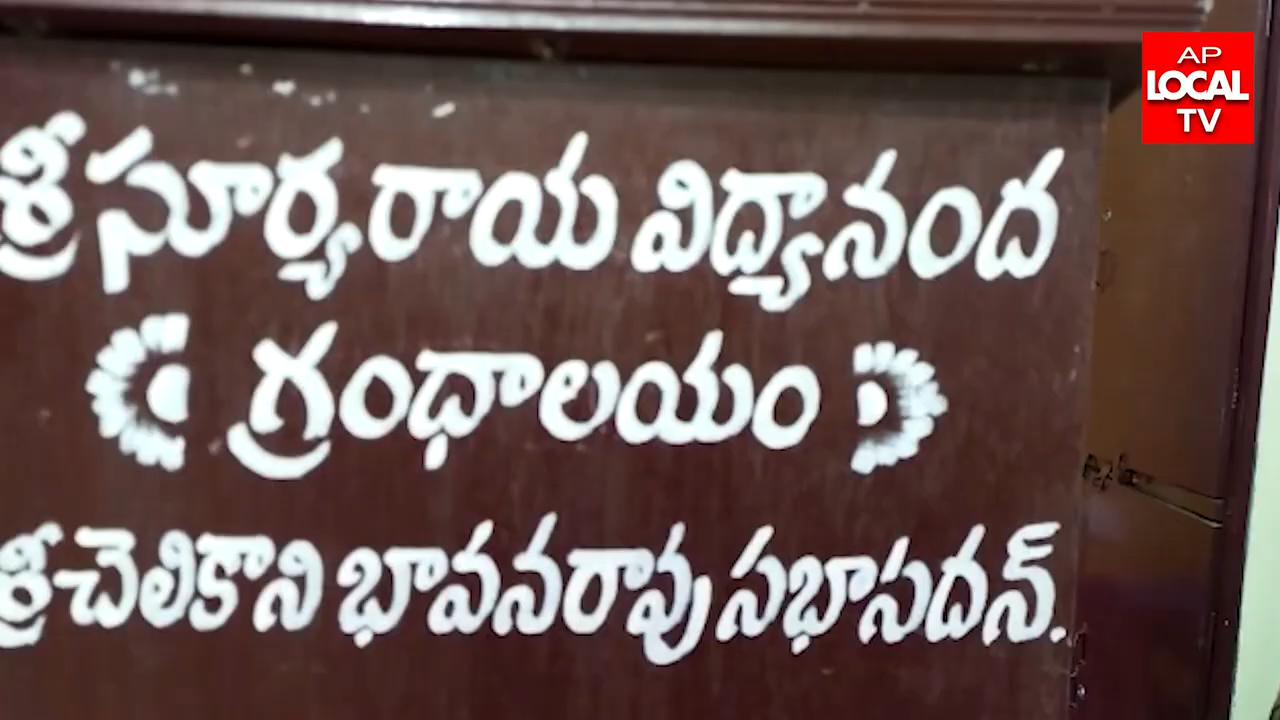 శ్రీ సూర్యరాయ విద్యానంద
గ్రంధాలయం
శ్రీ చెలికాని భావనరావు సభాసదన్.
AP
LOCAL
TV